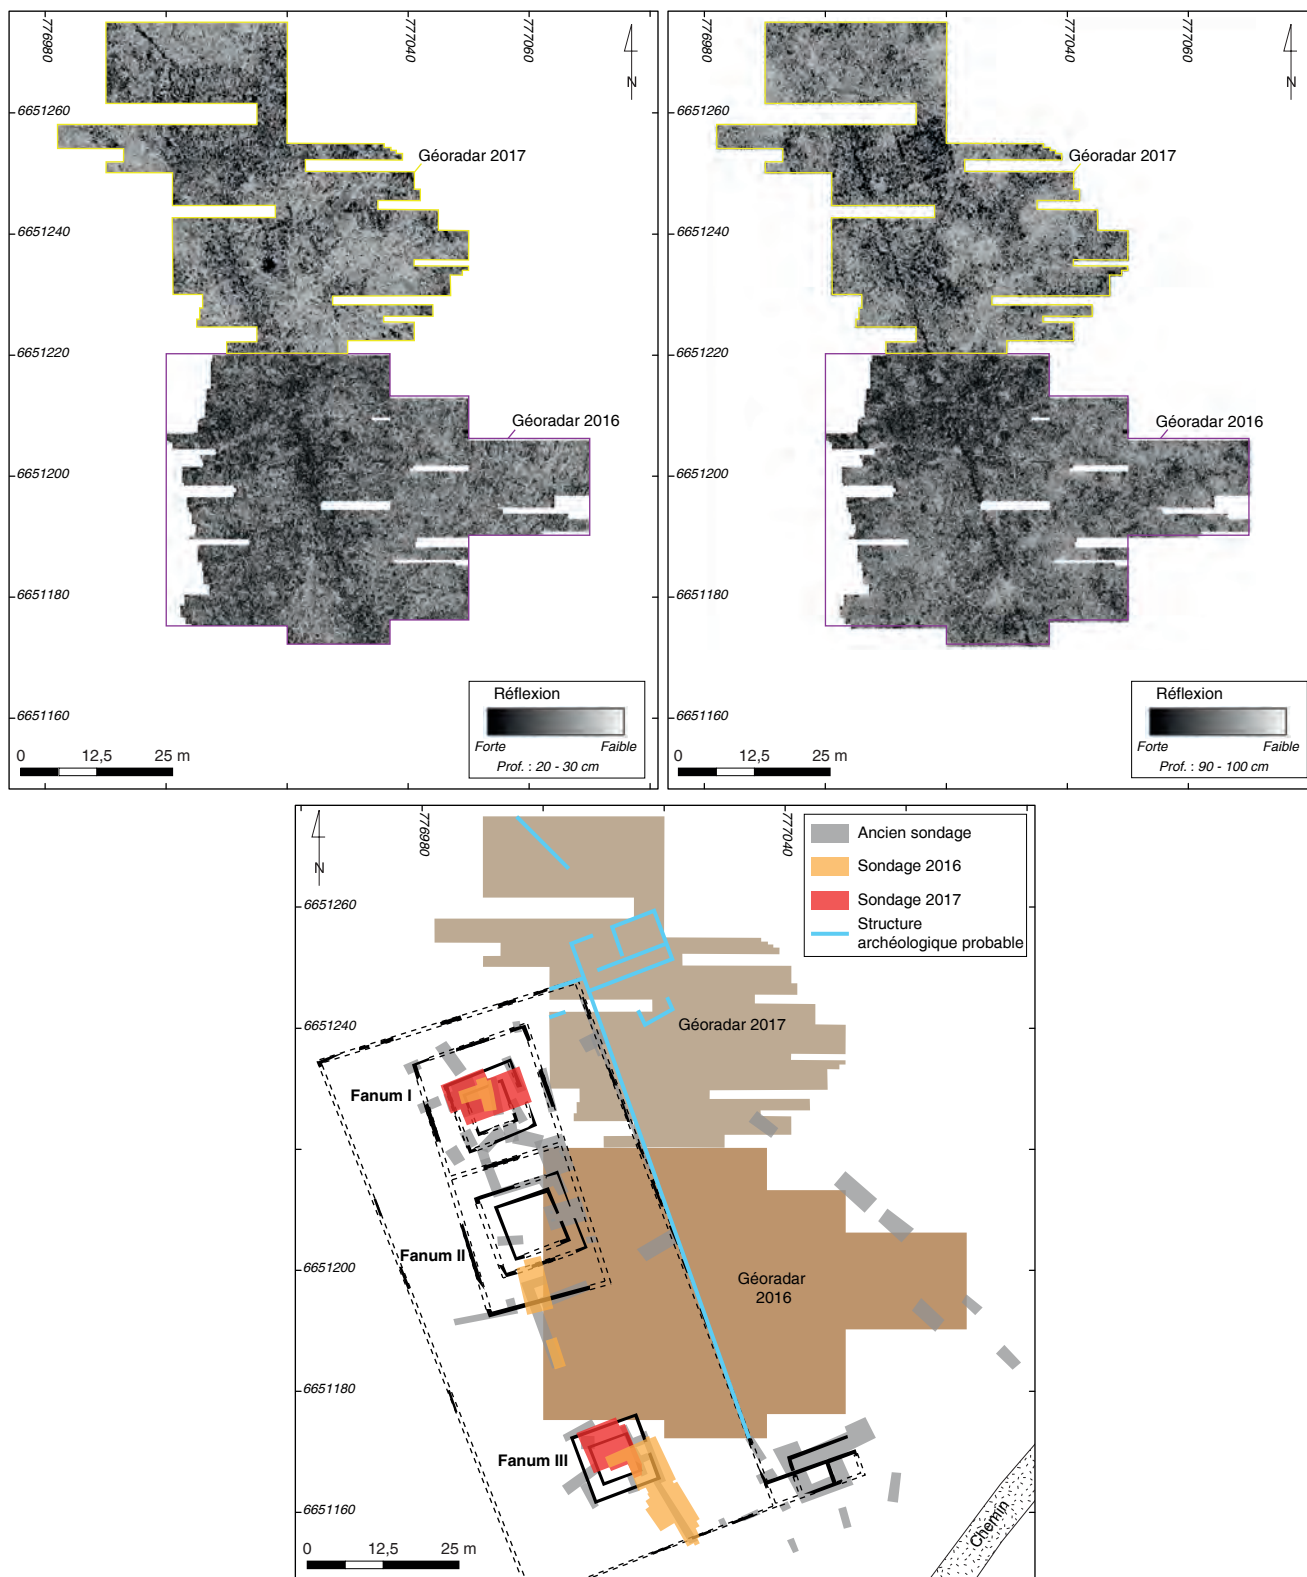 776980
777040
777060
N
6651260
Géoradar 2017
6651240
6651220
Géoradar 2016
6651200
6651180
6651160
Réflexion
Forte
Faible
Prof. : 20 - 30 cm
0
12,5
25 m
776980
777040
777060
N
6651260
Géoradar 2017
6651240
6651220
Géoradar 2016
6651200
6651180
6651160
Réflexion
Forte
Faible
Prof. : 90 - 100 cm
0
12,5
25 m
776980
777040
N
Ancien sondage
Sondage 2016
Sondage 2017
Structure
archéologique probable
6651260
6651240
Géoradar 2017
Fanum I
6651220
Fanum II
6651200
Géoradar
2016
6651180
Fanum III
6651160
Chemin
0
12,5
25 m